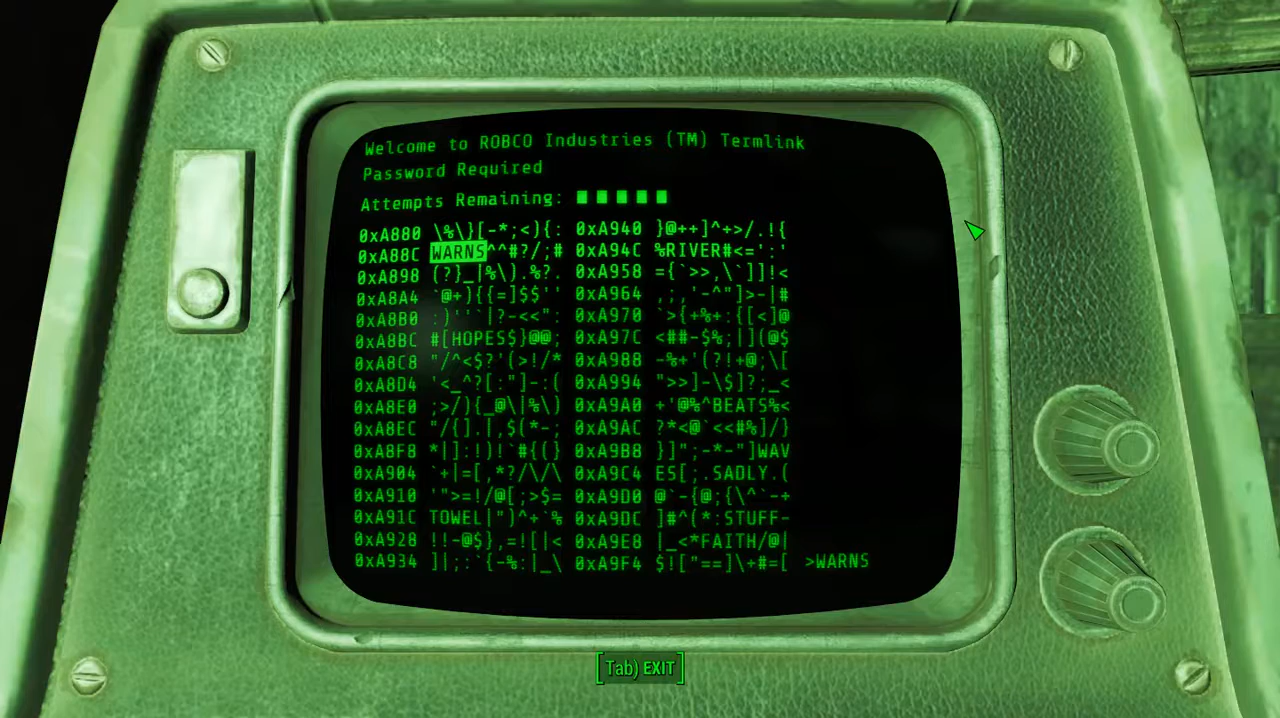 Welcome to ROBCO Industries (TM) Termlink
Password Required
Attempts Remaining: ■ ■ ■ ■ ■
0xA880 \%\}[-*;<){: 0xA940 }@++]^+>/.!{
0xA88C WARNS^^#?/;# 0xA94C %RIVER#<=':'
0xA898 (?}_|%\).%?. 0xA958 ={`>>,\`]]!<
0xA8A4 `@+){{=]$$'' 0xA964 ,;,'-^"]>-|#
0xA8B0 :)'''`|?-<<": 0xA970 `>{+%+:{[<]@
0xA8BC #[HOPES$}@@; 0xA97C <##-$%;|](@$
0xA8C8 "/^<$?'(>!/* 0xA988 -%+'(?!+@;\[
0xA8D4 '<_^?[:"]-:( 0xA994 ">>]-\$]?;_<
0xA8E0 ;>/){_@\|%\) 0xA9A0 +'@%^BEATS%<
0xA8EC "/{].|,$(*-; 0xA9AC ?*<@`<<#%]/}
0xA8F8 *|]:!)!`#{(} 0xA9B8 }]";-*-"]WAV
0xA904 `+|=[,*?/\/\ 0xA9C4 ES[;.SADLY.(
0xA910 '">=!/@[;>$= 0xA9D0 @`-{@;{\^`-+
0xA91C TOWEL|")^+`% 0xA9DC ]#^(*:STUFF-
0xA928 !!-@$},=![|< 0xA9E8 |_<*FAITH/@|
0xA934 ]|;:`{-%:|_\ 0xA9F4 $!["==]\+#=[ >WARNS
Tab) EXIT